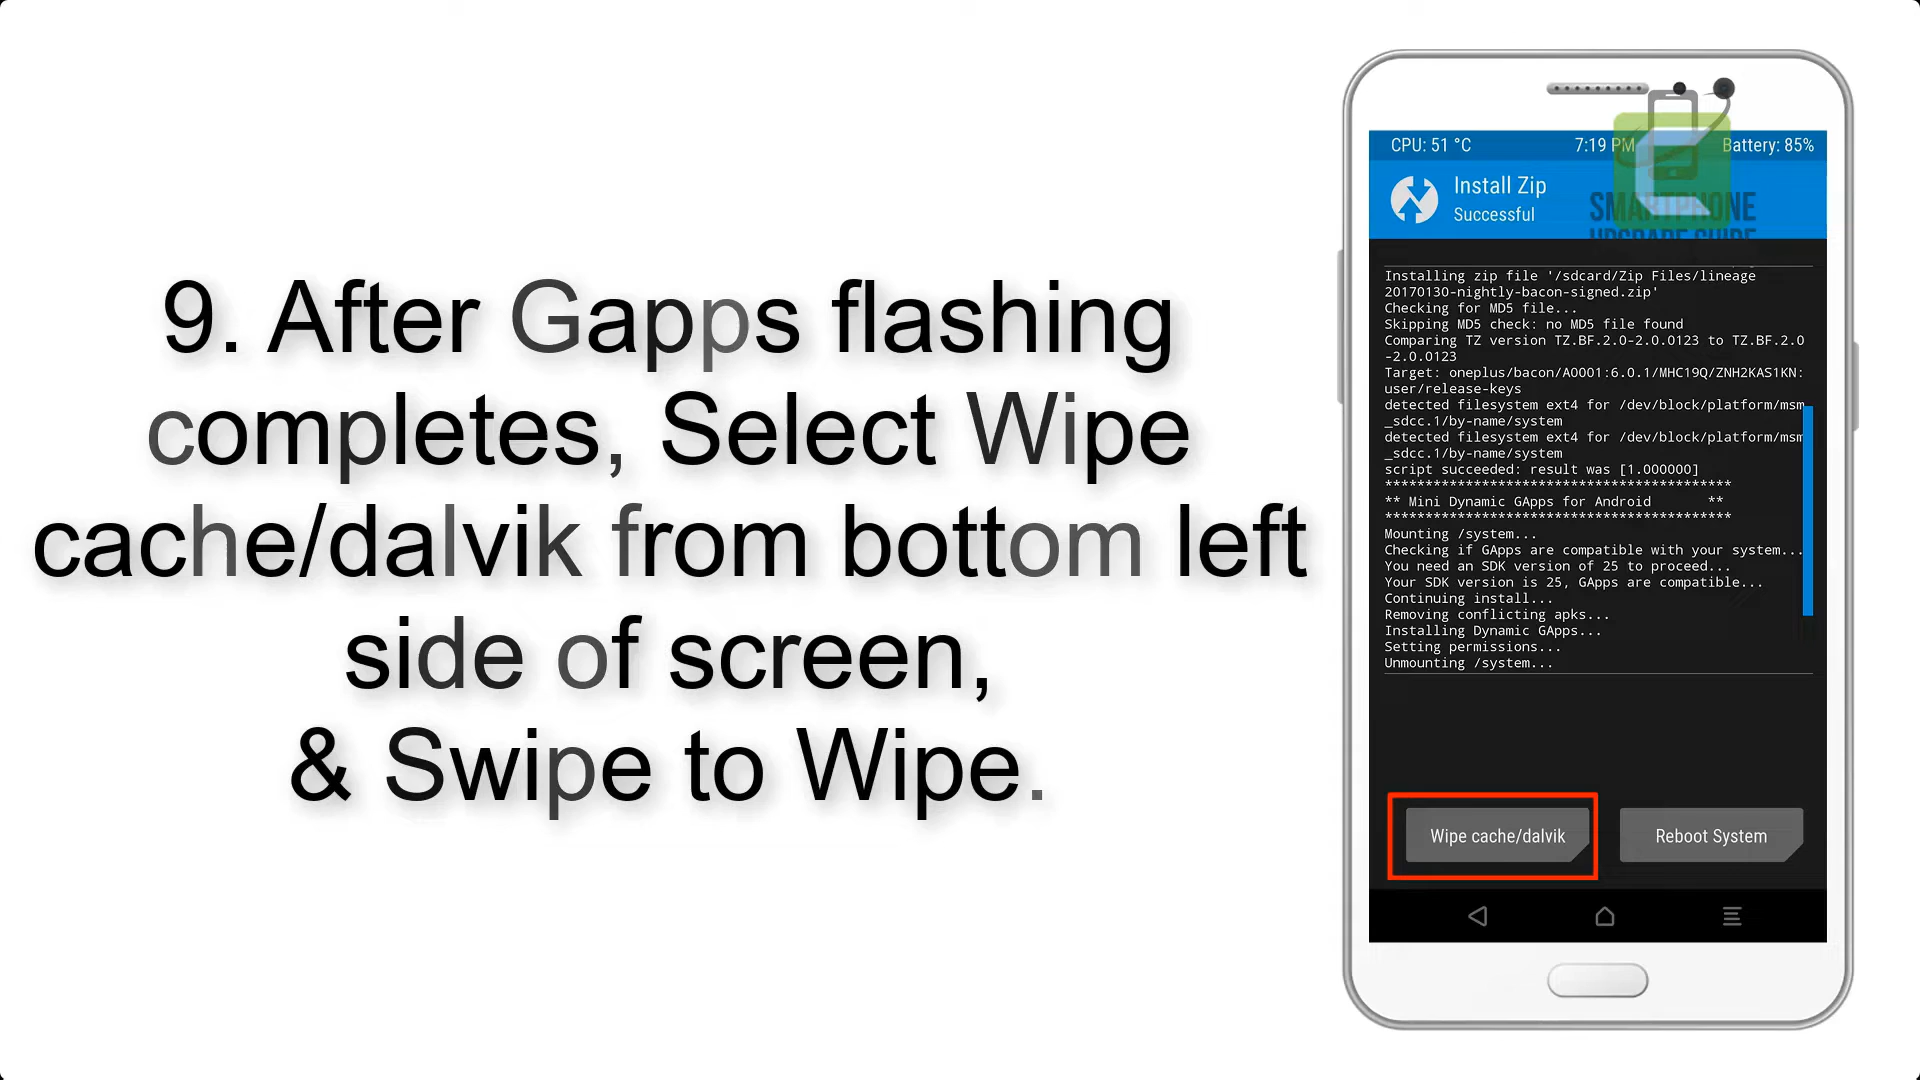 9. After Gapps flashing
completes, Select Wipe
cache/dalvik from bottom left
side of screen,
& Swipe to Wipe.
CPU: 51 °C 7:19 PM Battery: 85%
Install Zip
Successful
SMARTPHONE
UPGRADE GUIDE
Installing zip file '/sdcard/Zip Files/lineage
20170130-nightly-bacon-signed.zip'
Checking for MD5 file...
Skipping MD5 check: no MD5 file found
Comparing TZ version TZ.BF.2.0-2.0.0123 to TZ.BF.2.0
-2.0.0123
Target: oneplus/bacon/A0001:6.0.1/MHC19Q/ZNH2KAS1KN:
user/release-keys
detected filesystem ext4 for /dev/block/platform/msm
_sdcc.1/by-name/system
detected filesystem ext4 for /dev/block/platform/msm
_sdcc.1/by-name/system
script succeeded: result was [1.000000]
*******************************************
** Mini Dynamic GApps for Android **
*******************************************
Mounting /system...
Checking if GApps are compatible with your system...
You need an SDK version of 25 to proceed...
Your SDK version is 25, GApps are compatible...
Continuing install...
Removing conflicting apks...
Installing Dynamic GApps...
Setting permissions...
Unmounting /system...
Wipe cache/dalvik Reboot System